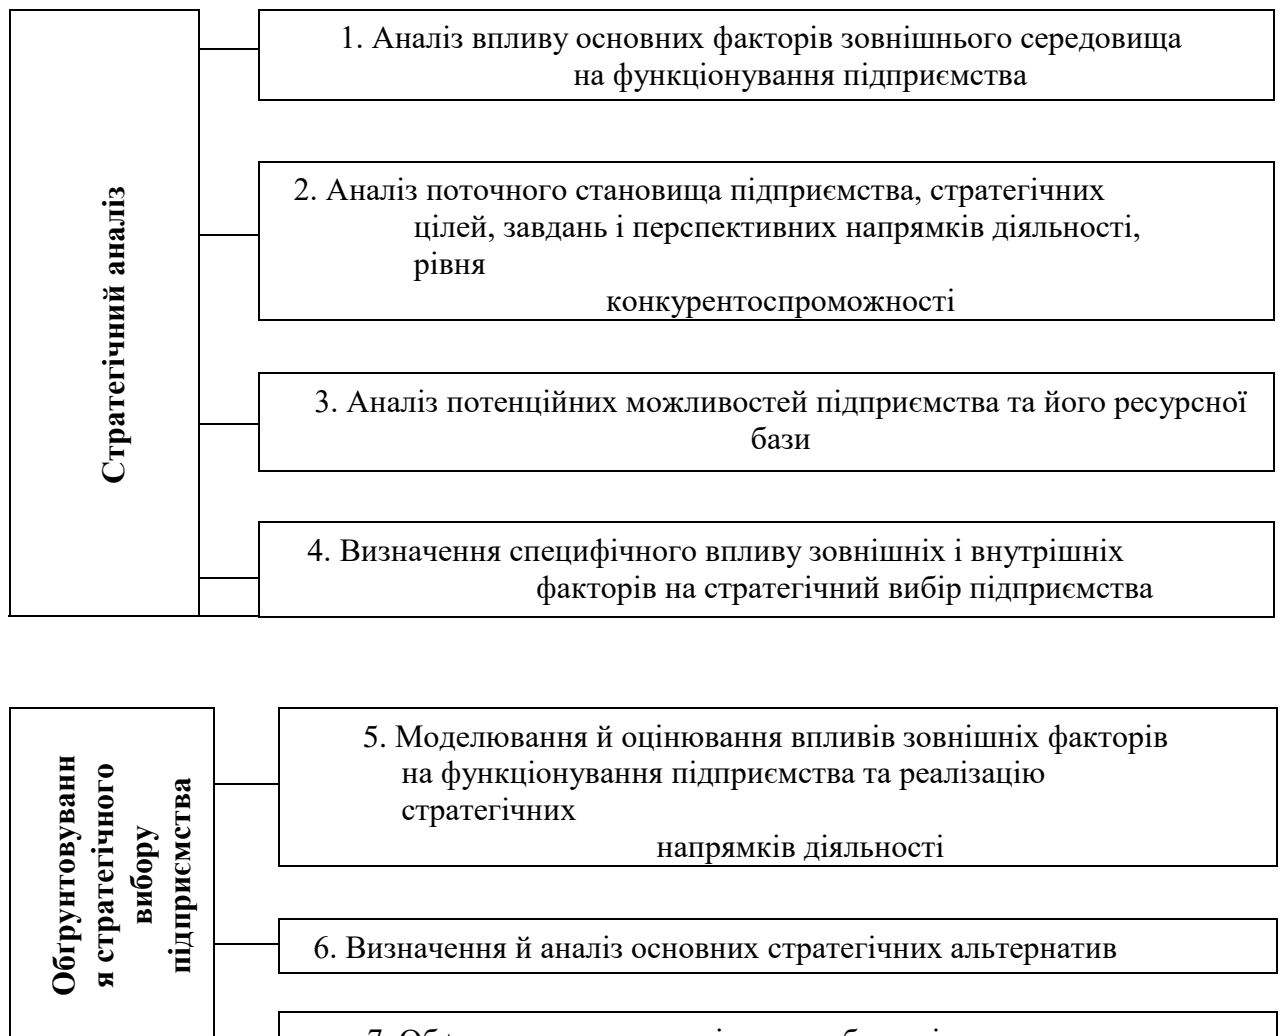 Стратегічний аналіз
1. Аналіз впливу основних факторів зовнішнього середовища
на функціонування підприємства
2. Аналіз поточного становища підприємства, стратегічних
цілей, завдань і перспективних напрямків діяльності,
рівня
конкурентоспроможності
3. Аналіз потенційних можливостей підприємства та його ресурсної
бази
4. Визначення специфічного впливу зовнішніх і внутрішніх
факторів на стратегічний вибір підприємства
Обґрунтовуванн
я стратегічного
вибору
підприємства
5. Моделювання й оцінювання впливів зовнішніх факторів
на функціонування підприємства та реалізацію
стратегічних
напрямків діяльності
6. Визначення й аналіз основних стратегічних альтернатив
7.